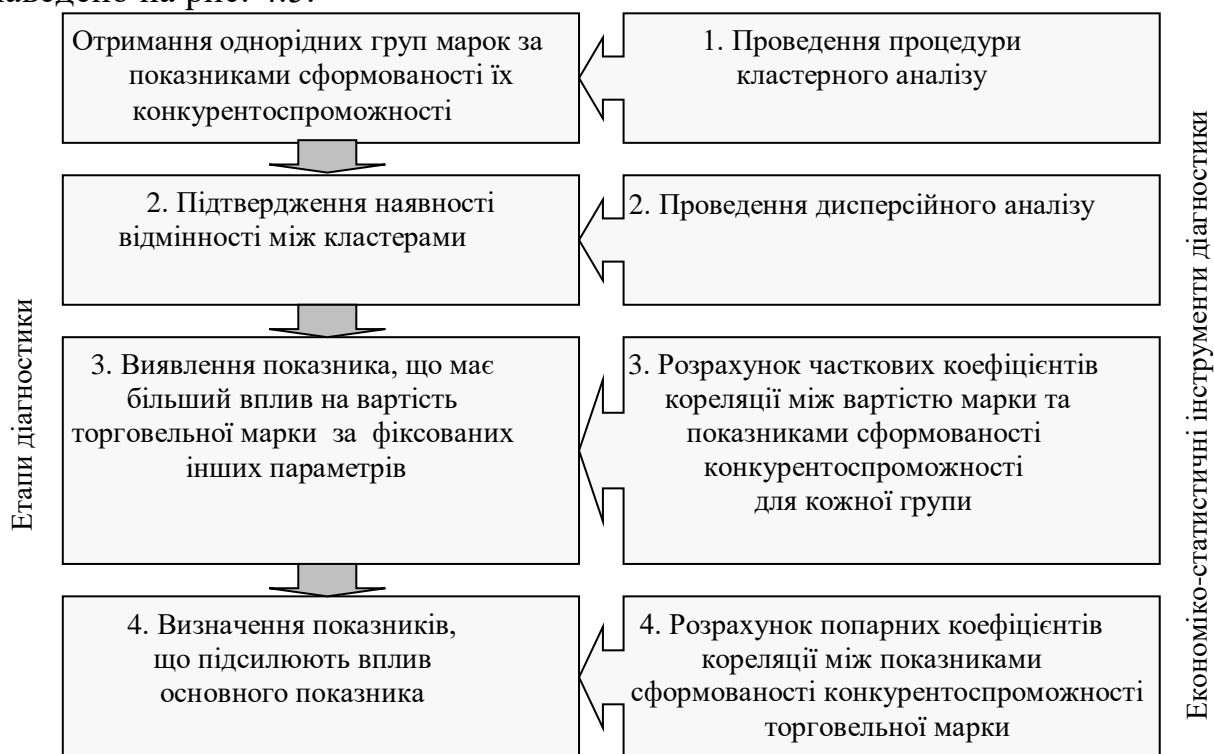 наведено на рис. 4.3.
Отримання однорідних груп марок за
показниками сформованості їх
конкурентоспроможності
1. Проведення процедури
кластерного аналізу
2. Підтвердження наявності
відмінності між кластерами
2. Проведення дисперсійного аналізу
3. Виявлення показника, що має
більший вплив на вартість
торговельної марки за фіксованих
інших параметрів
3. Розрахунок часткових коефіцієнтів
кореляції між вартістю марки та
показниками сформованості
конкурентоспроможності
для кожної групи
4. Визначення показників,
що підсилюють вплив
основного показника
4. Розрахунок попарних коефіцієнтів
кореляції між показниками
сформованості конкурентоспроможності
торговельної марки
Етапи діагностики
Економіко-статистичні інструменти діагностики